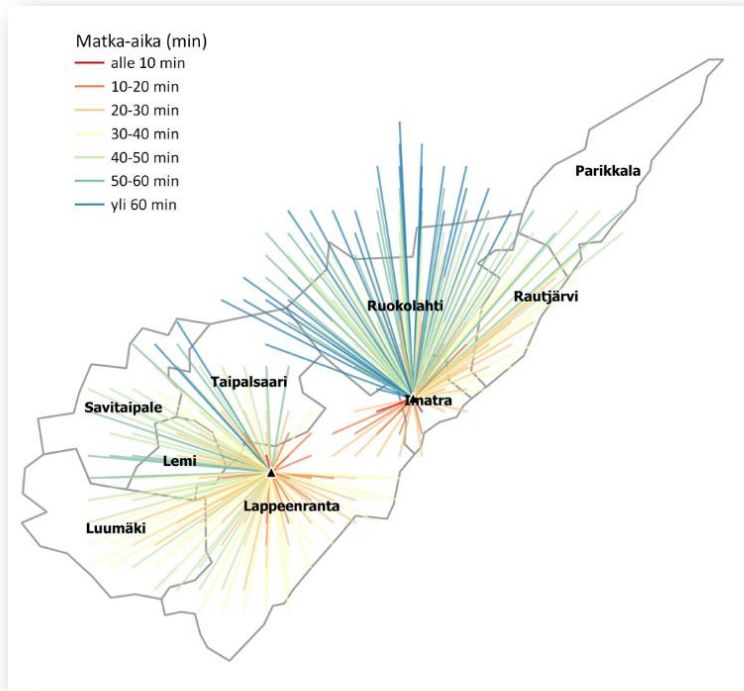 Matka-aika (min)
alle 10 min
10-20 min
20-30 min
30-40 min
40-50 min
50-60 min
yli 60 min
Parikkala
Rautjärvi
Ruokolahti
Taipalsaari
Imatra
Savitaipale
Lemi
Lappeenranta
Luumäki